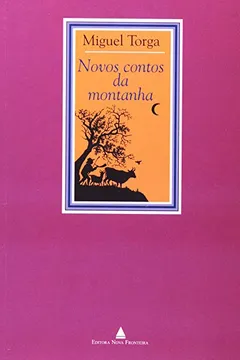 Miguel Torga
Novos contos
da
montanha
EDITORA NOVA FRONTEIRA